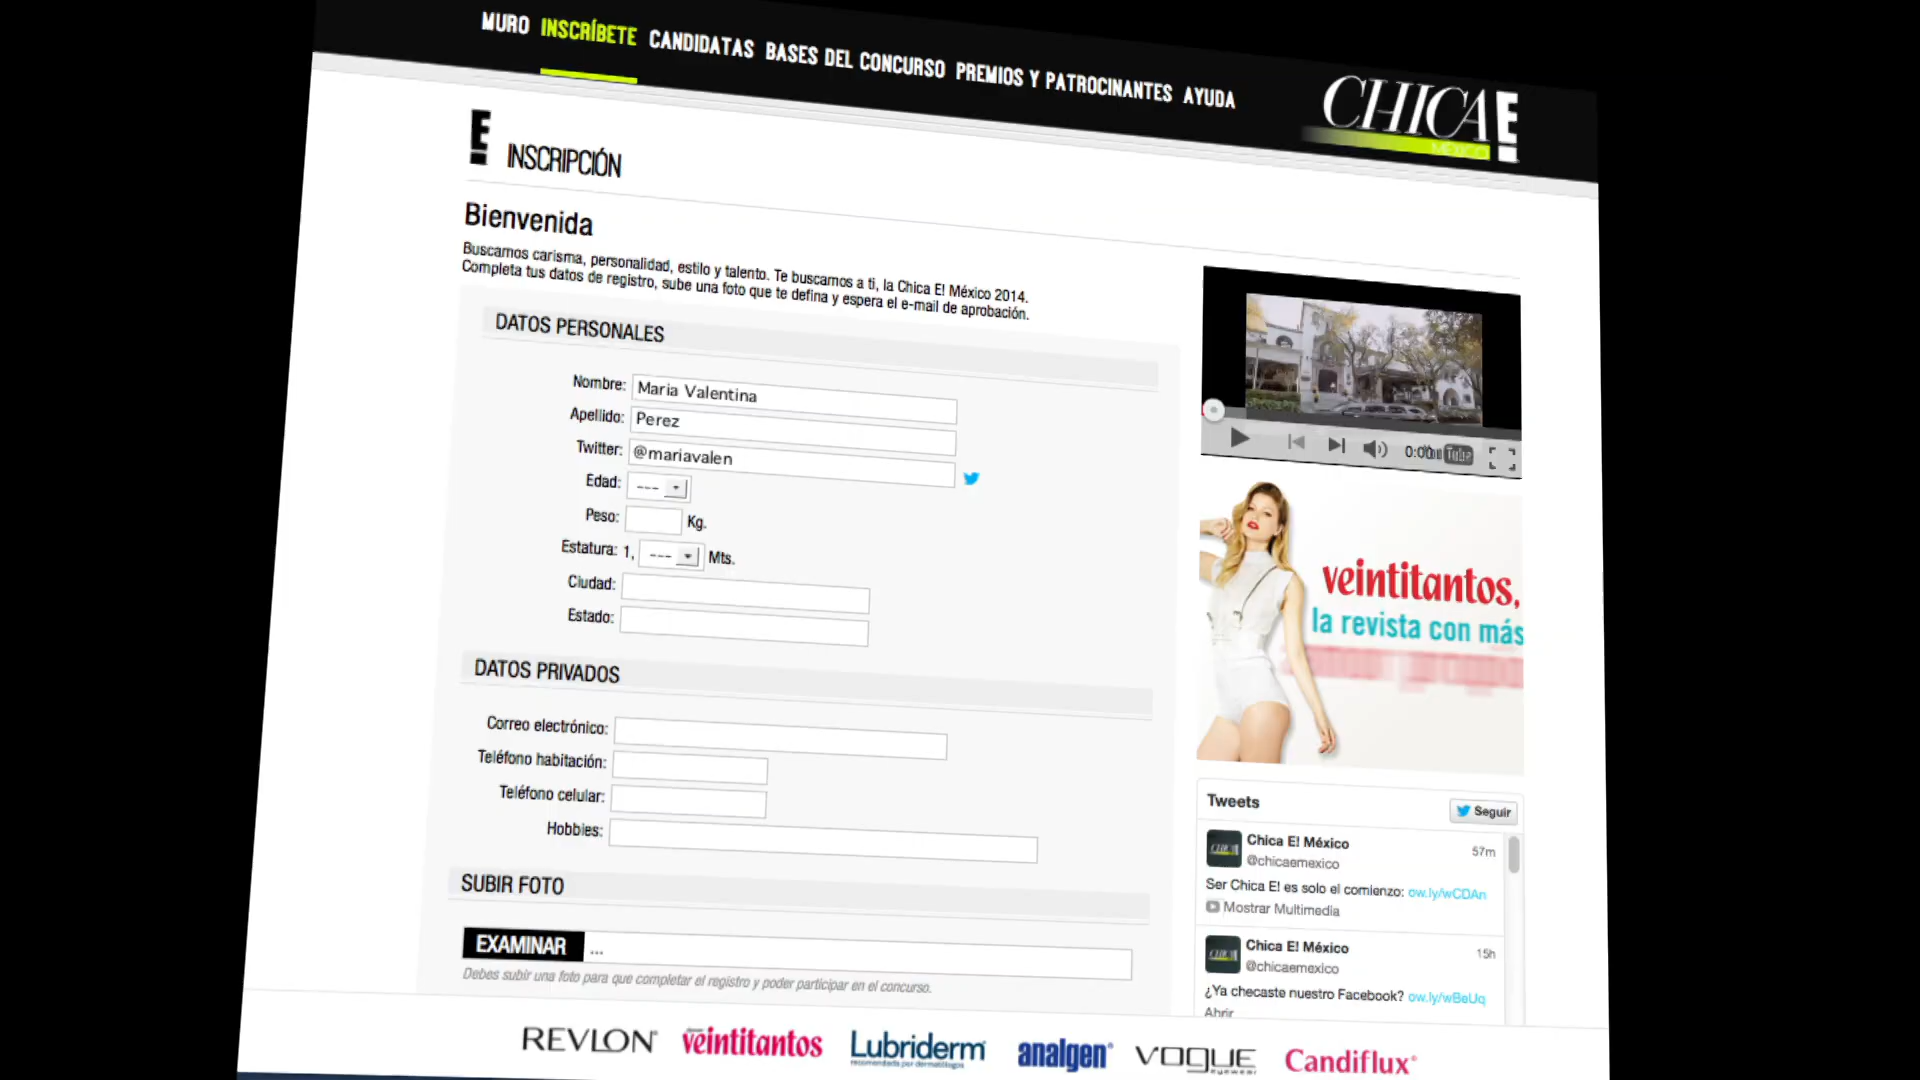 MURO INSCRÍBETE CANDIDATAS BASES DEL CONCURSO PREMIOS Y PATROCINANTES AYUDA
CHICA E!
MÉXICO
E! INSCRIPCIÓN
Bienvenida
Buscamos carisma, personalidad, estilo y talento. Te buscamos a ti, la Chica E! México 2014.
Completa tus datos de registro, sube una foto que te defina y espera el e-mail de aprobación.
DATOS PERSONALES
Nombre: Maria Valentina
Apellido: Perez
Twitter: @mariavalen
Edad: ---
Peso: Kg.
Estatura: 1, --- Mts.
Ciudad:
Estado:
DATOS PRIVADOS
Correo electrónico:
Teléfono habitación:
Teléfono celular:
Hobbies:
SUBIR FOTO
EXAMINAR ...
Debes subir una foto para que completar el registro y poder participar en el concurso.
veintitantos,
la revista con más
Tweets
Seguir
Chica E! México 57m
@chicaemexico
Ser Chica E! es solo el comienzo: ow.ly/wCDAn
Mostrar Multimedia
Chica E! México 15h
@chicaemexico
¿Ya checaste nuestro Facebook? ow.ly/wBeUq
Abrir
REVLON veintitantos Lubriderm analgen VOGUE Candiflux
recomendada por dermatólogos
eyewear